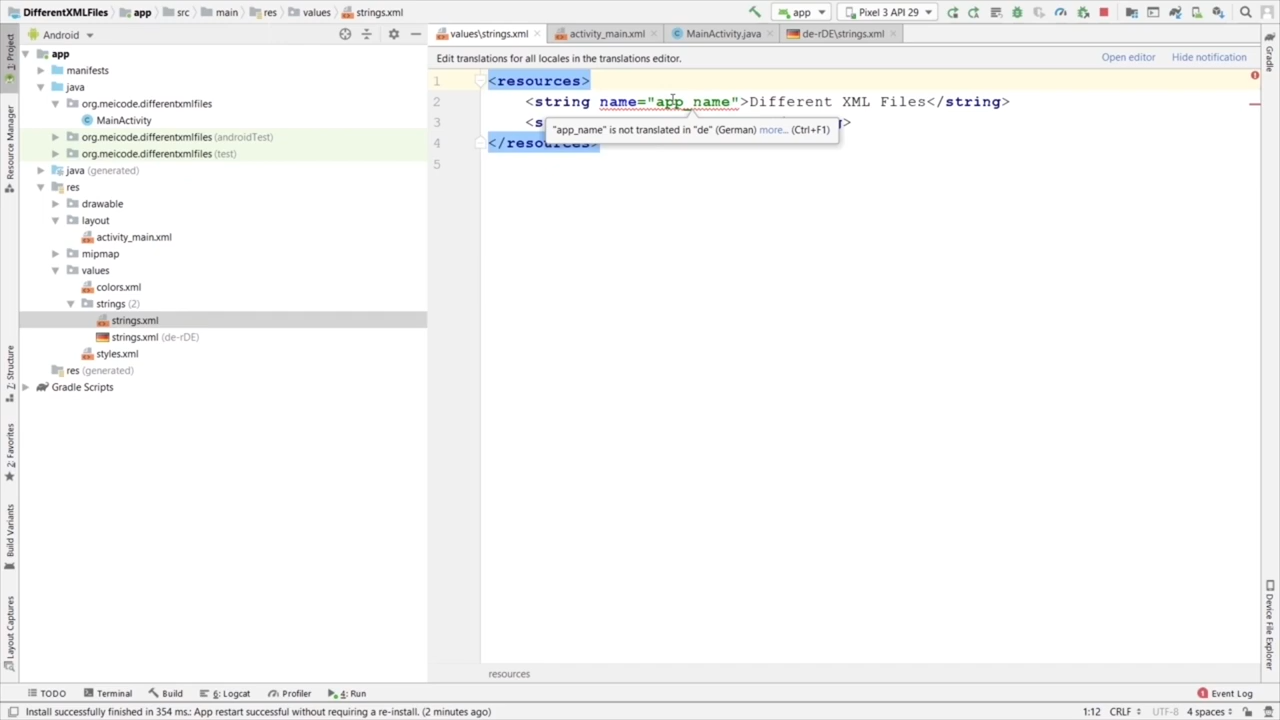 DifferentXMLFiles app src main res values strings.xml app Pixel 3 API 29
Android
values\strings.xml activity_main.xml MainActivity.java de-rDE\strings.xml
Edit translations for all locales in the translations editor. Open editor Hide notification
1 <resources>
2 <string name="app_name">Different XML Files</string>
3 <s g>
"app_name" is not translated in "de" (German) more... (Ctrl+F1)
4 </resources>
5
app
manifests
java
org.meicode.differentxmlfiles
MainActivity
org.meicode.differentxmlfiles (androidTest)
org.meicode.differentxmlfiles (test)
java (generated)
res
drawable
layout
activity_main.xml
mipmap
values
colors.xml
strings (2)
strings.xml
strings.xml (de-rDE)
styles.xml
res (generated)
Gradle Scripts
1: Project
Resource Manager
7: Structure
2: Favorites
Build Variants
Layout Captures
Gradle
Device File Explorer
resources
TODO Terminal Build 6: Logcat Profiler 4: Run Event Log
Install successfully finished in 354 ms.: App restart successful without requiring a re-install. (2 minutes ago) 1:12 CRLF UTF-8 4 spaces